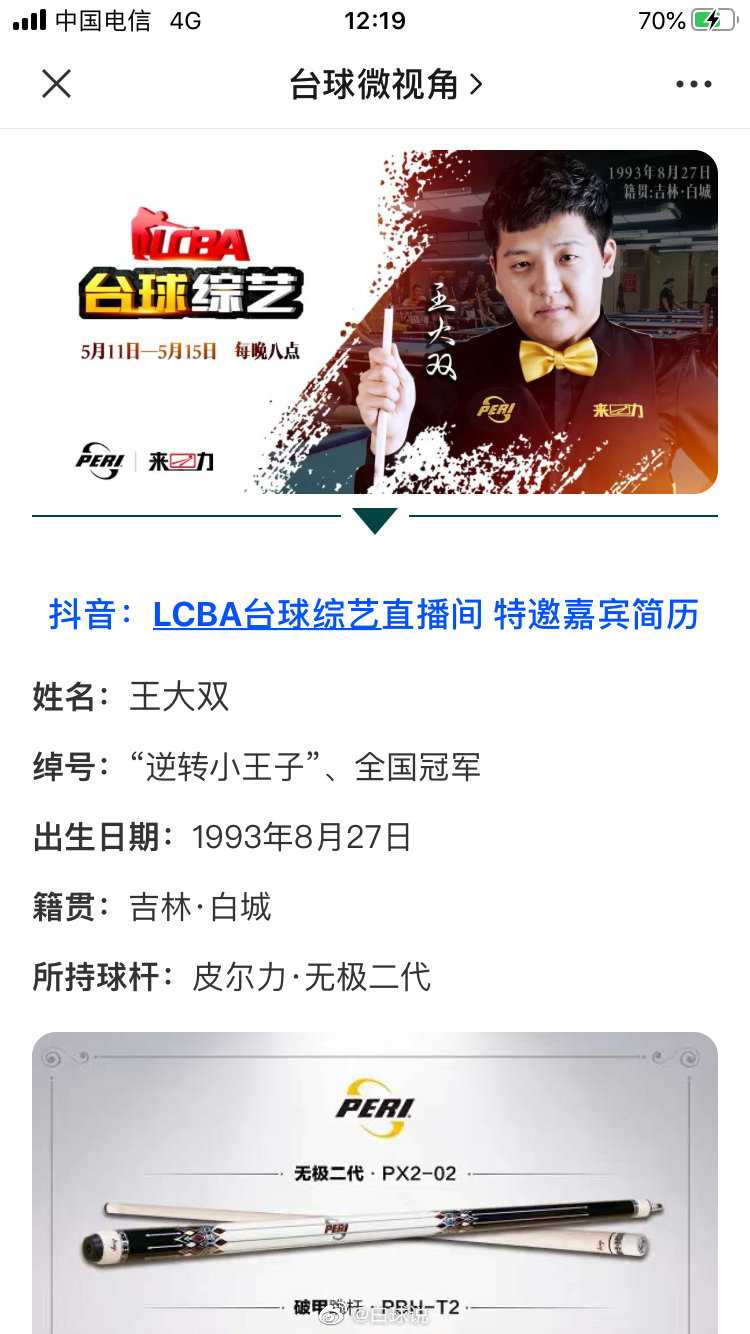 中国电信 4G 12:19 70%
台球微视角
1993年8月27日
籍贯:吉林·白城
LCBA
台球综艺
5月11日—5月15日 每晚八点
王大双
PERI 来力
PERI 来力
抖音：LCBA台球综艺直播间 特邀嘉宾简历
姓名：王大双
绰号：“逆转小王子”、全国冠军
出生日期：1993年8月27日
籍贯：吉林·白城
所持球杆：皮尔力·无极二代
PERI
无极二代 · PX2-02
PERI
破甲跳杆 · PBH-T2